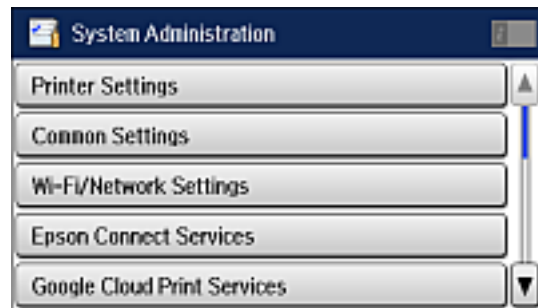 System Administration
Printer Settings
Common Settings
Wi-Fi/Network Settings
Epson Connect Services
Google Cloud Print Services